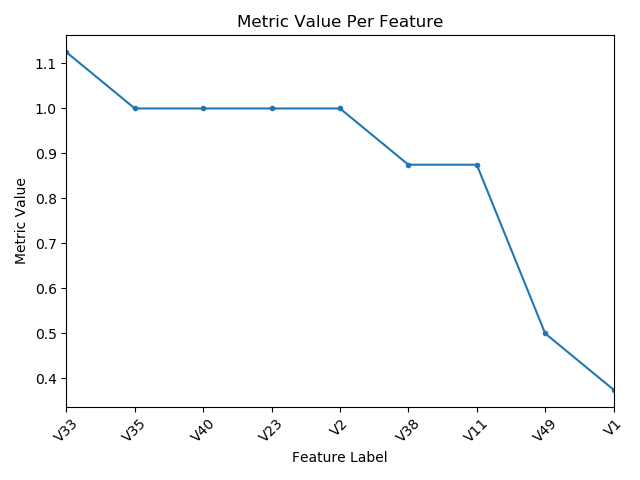 Metric Value Per Feature
Metric Value
1.1
1.0
0.9
0.8
0.7
0.6
0.5
0.4
V33
V35
V40
V23
V2
V38
V11
V49
V1
Feature Label